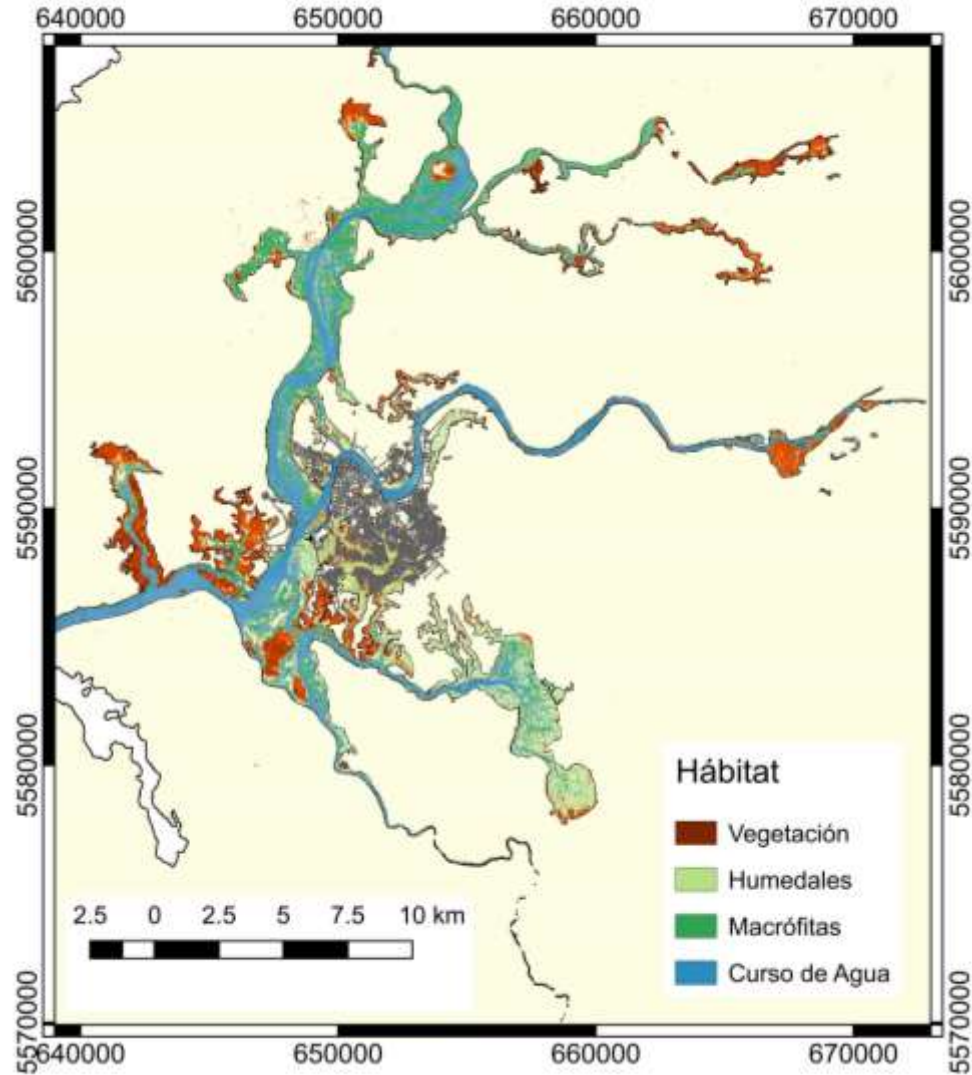 640000 650000 660000 670000
5600000 5600000
5590000 5590000
5580000 5580000
5570000 5570000
Hábitat
Vegetación
Humedales
Macrófitas
Curso de Agua
2.5 0 2.5 5 7.5 10 km
640000 650000 660000 670000